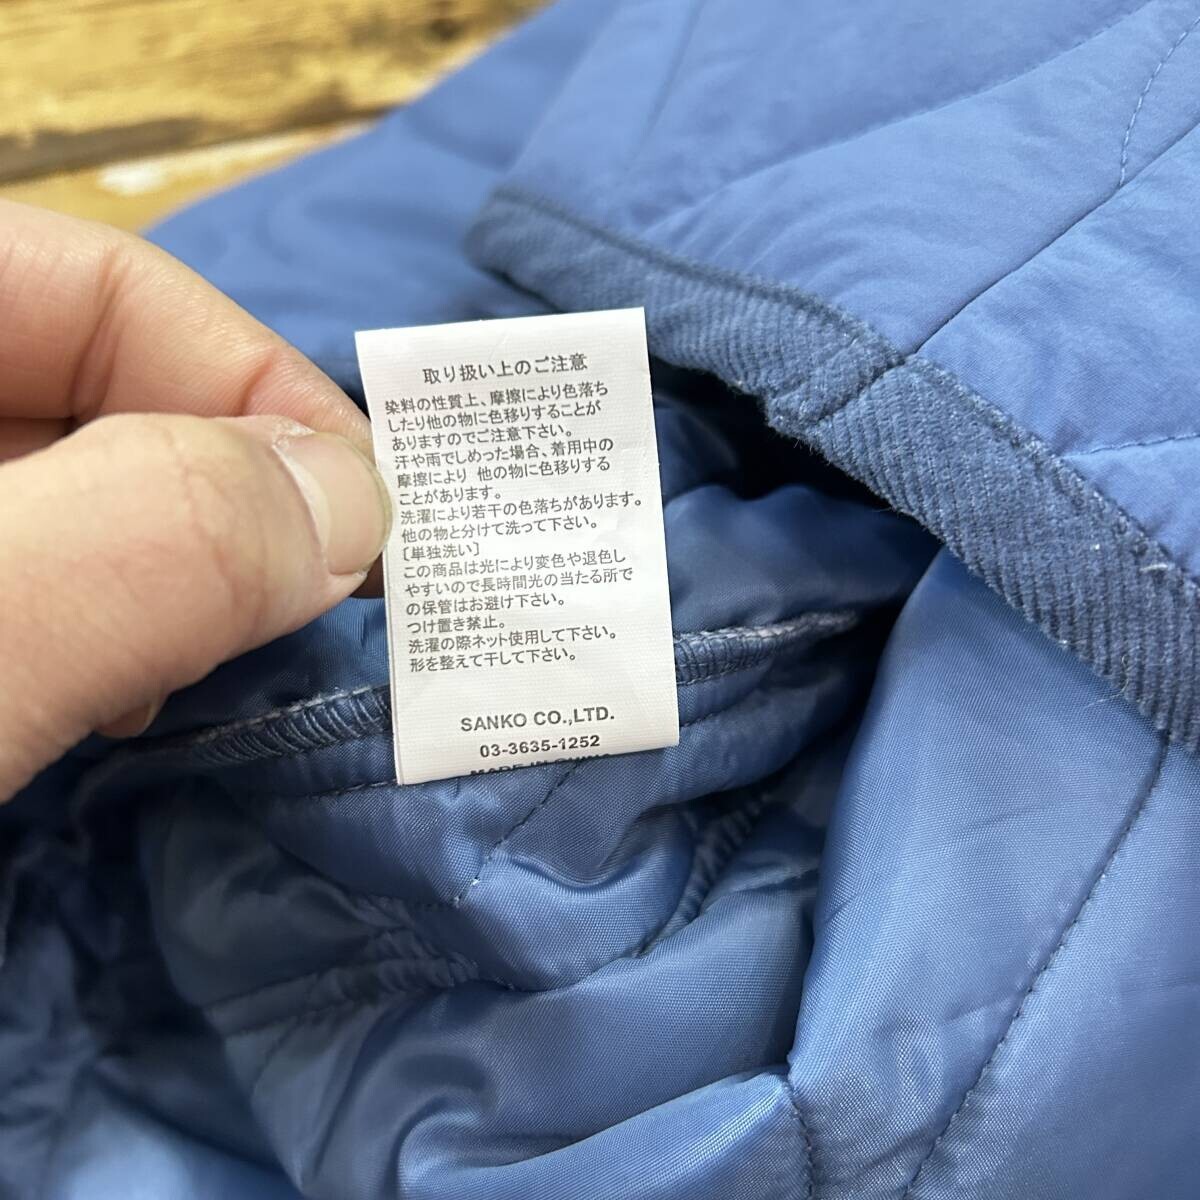 取り扱い上のご注意
染料の性質上、摩擦により色落ち
したり他の物に色移りすることが
ありますのでご注意下さい。
汗や雨でしめった場合、着用中の
摩擦により 他の物に色移りする
ことがあります。
洗濯により若干の色落ちがあります。
他の物と分けて洗って下さい。
［単独洗い］
この商品は光により変色や退色し
やすいので長時間光の当たる所で
の保管はお避け下さい。
つけ置き禁止。
洗濯の際ネット使用して下さい。
形を整えて干して下さい。
SANKO CO.,LTD.
03-3635-1252
MADE IN CHINA